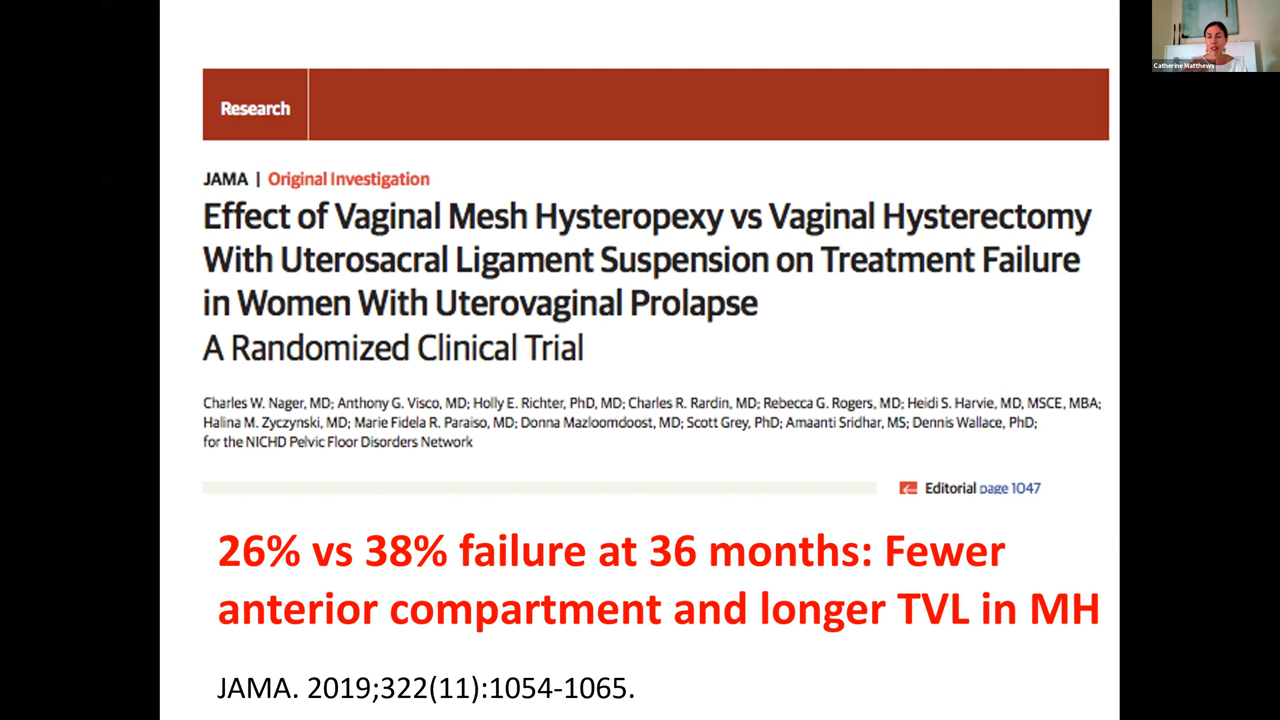 Catherine Matthews
Research
JAMA | Original Investigation
Effect of Vaginal Mesh Hysteropexy vs Vaginal Hysterectomy
With Uterosacral Ligament Suspension on Treatment Failure
in Women With Uterovaginal Prolapse
A Randomized Clinical Trial
Charles W. Nager, MD; Anthony G. Visco, MD; Holly E. Richter, PhD, MD; Charles R. Rardin, MD; Rebecca G. Rogers, MD; Heidi S. Harvie, MD, MSCE, MBA;
Halina M. Zyczynski, MD; Marie Fidela R. Paraiso, MD; Donna Mazloomdoost, MD; Scott Grey, PhD; Amaanti Sridhar, MS; Dennis Wallace, PhD;
for the NICHD Pelvic Floor Disorders Network
Editorial page 1047
26% vs 38% failure at 36 months: Fewer
anterior compartment and longer TVL in MH
JAMA. 2019;322(11):1054-1065.